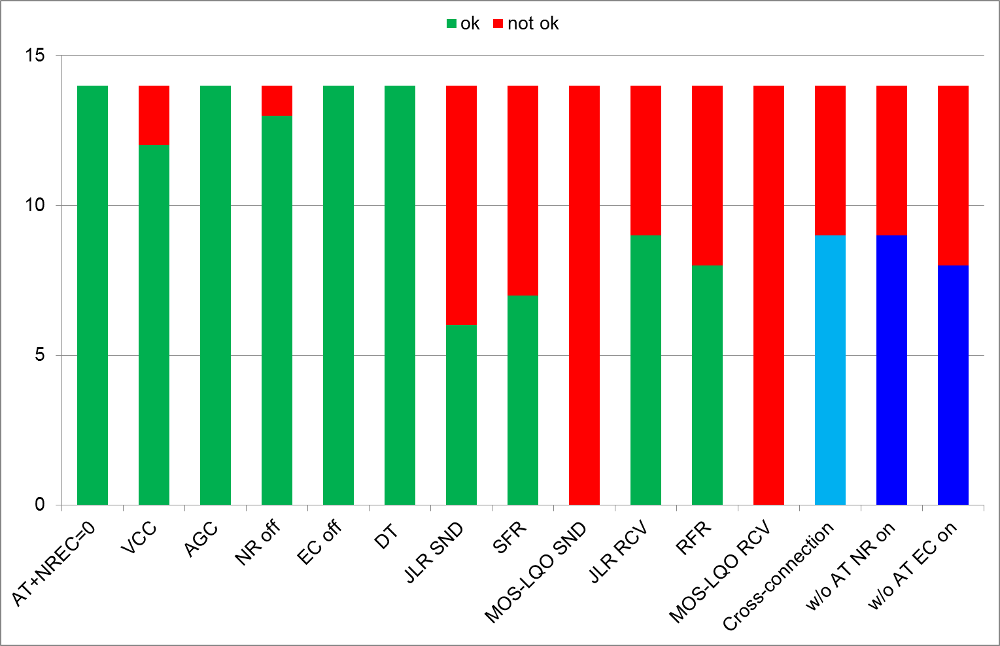 ok not ok
15
10
5
0
AT+NREC=0
VCC
AGC
NR off
EC off
DT
JLR SND
SFR
MOS-LQO SND
JLR RCV
RFR
MOS-LQO RCV
Cross-connection
w/o AT NR on
w/o AT EC on